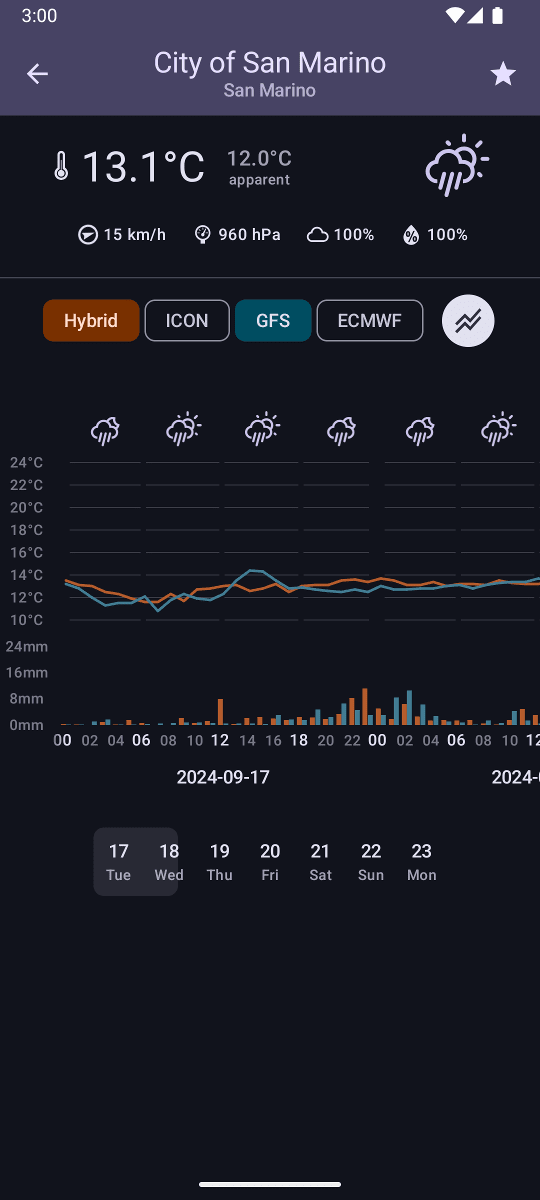 3:00
City of San Marino
San Marino
13.1°C
12.0°C
apparent
15 km/h 960 hPa 100% 100%
Hybrid ICON GFS ECMWF
24°C
22°C
20°C
18°C
16°C
14°C
12°C
10°C
24mm
16mm
8mm
0mm
00 02 04 06 08 10 12 14 16 18 20 22 00 02 04 06 08 10 12
2024-09-17 2024-
17 18 19 20 21 22 23
Tue Wed Thu Fri Sat Sun Mon